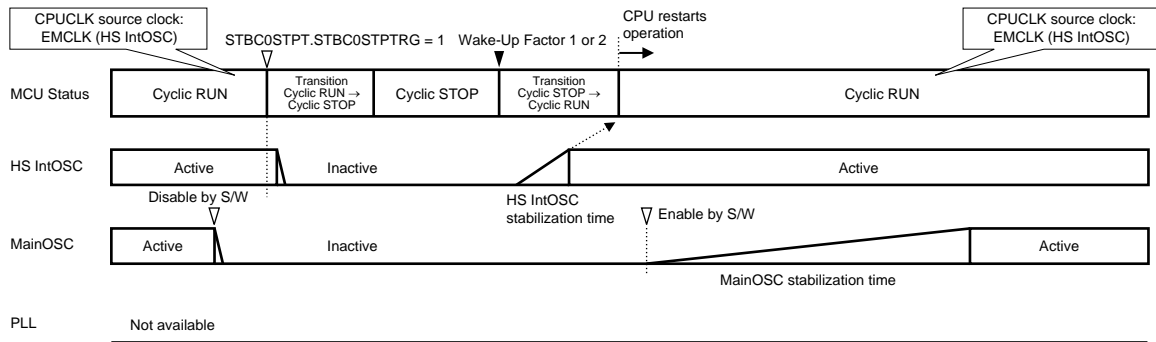 CPUCLK source clock:
EMCLK (HS IntOSC)
STBC0STPT.STBC0STPTRG = 1
Wake-Up Factor 1 or 2
CPU restarts
operation
CPUCLK source clock:
EMCLK (HS IntOSC)
MCU Status
Cyclic RUN
Transition
Cyclic RUN →
Cyclic STOP
Cyclic STOP
Transition
Cyclic STOP →
Cyclic RUN
Cyclic RUN
HS IntOSC
Active
Inactive
Active
Disable by S/W
HS IntOSC
stabilization time
Enable by S/W
MainOSC
Active
Inactive
Active
MainOSC stabilization time
PLL
Not available